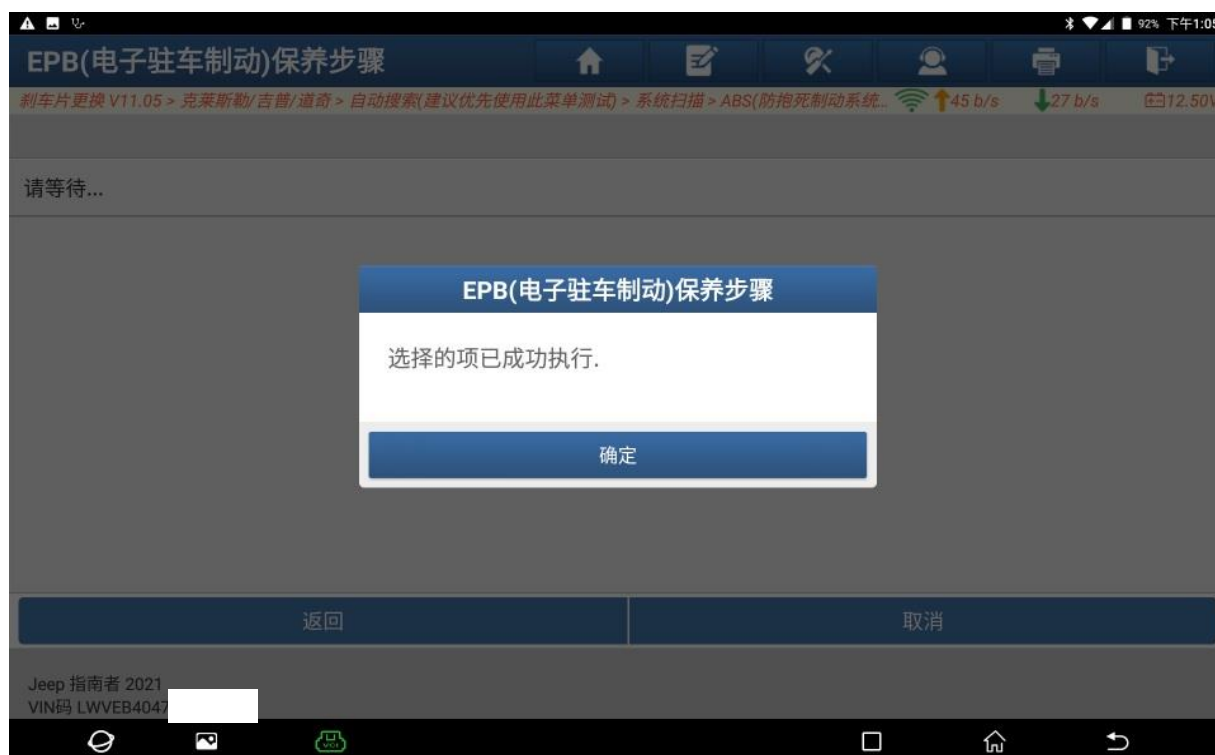 92% 下午1:05
EPB(电子驻车制动)保养步骤
刹车片更换 V11.05 > 克莱斯勒/吉普/道奇 > 自动搜索(建议优先使用此菜单测试) > 系统扫描 > ABS(防抱死制动系统... 45 b/s 27 b/s 12.50V
请等待...
EPB(电子驻车制动)保养步骤
选择的项已成功执行.
确定
返回 取消
Jeep 指南者 2021
VIN码 LWVEB4047
VCI